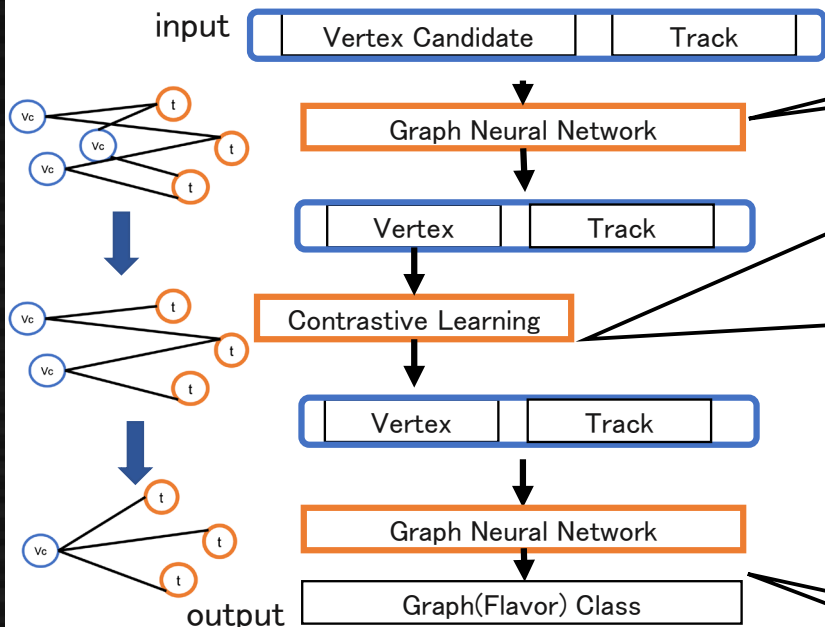 input
Vertex Candidate Track
Graph Neural Network
Vertex Track
Contrastive Learning
Vertex Track
Graph Neural Network
output
Graph(Flavor) Class
Vc
t
Vc
t
Vc
t
Vc
t
t
Vc
t
t
Vc
t
t